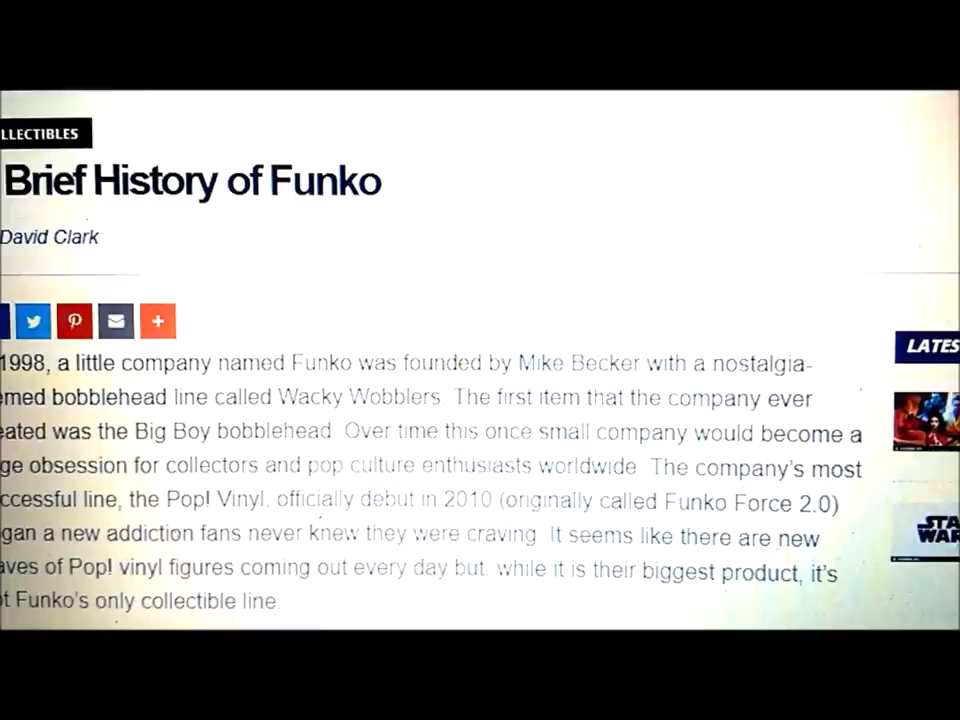 LLECTIBLES
Brief History of Funko
David Clark
1998, a little company named Funko was founded by Mike Becker with a nostalgia-
emed bobblehead line called Wacky Wobblers. The first item that the company ever
eated was the Big Boy bobblehead. Over time this once small company would become a
ge obsession for collectors and pop culture enthusiasts worldwide. The company's most
ccessful line, the Pop! Vinyl, officially debut in 2010 (originally called Funko Force 2.0)
gan a new addiction fans never knew they were craving. It seems like there are new
aves of Pop! vinyl figures coming out every day but, while it is their biggest product, it's
t Funko's only collectible line.
LATES
STA
WAR